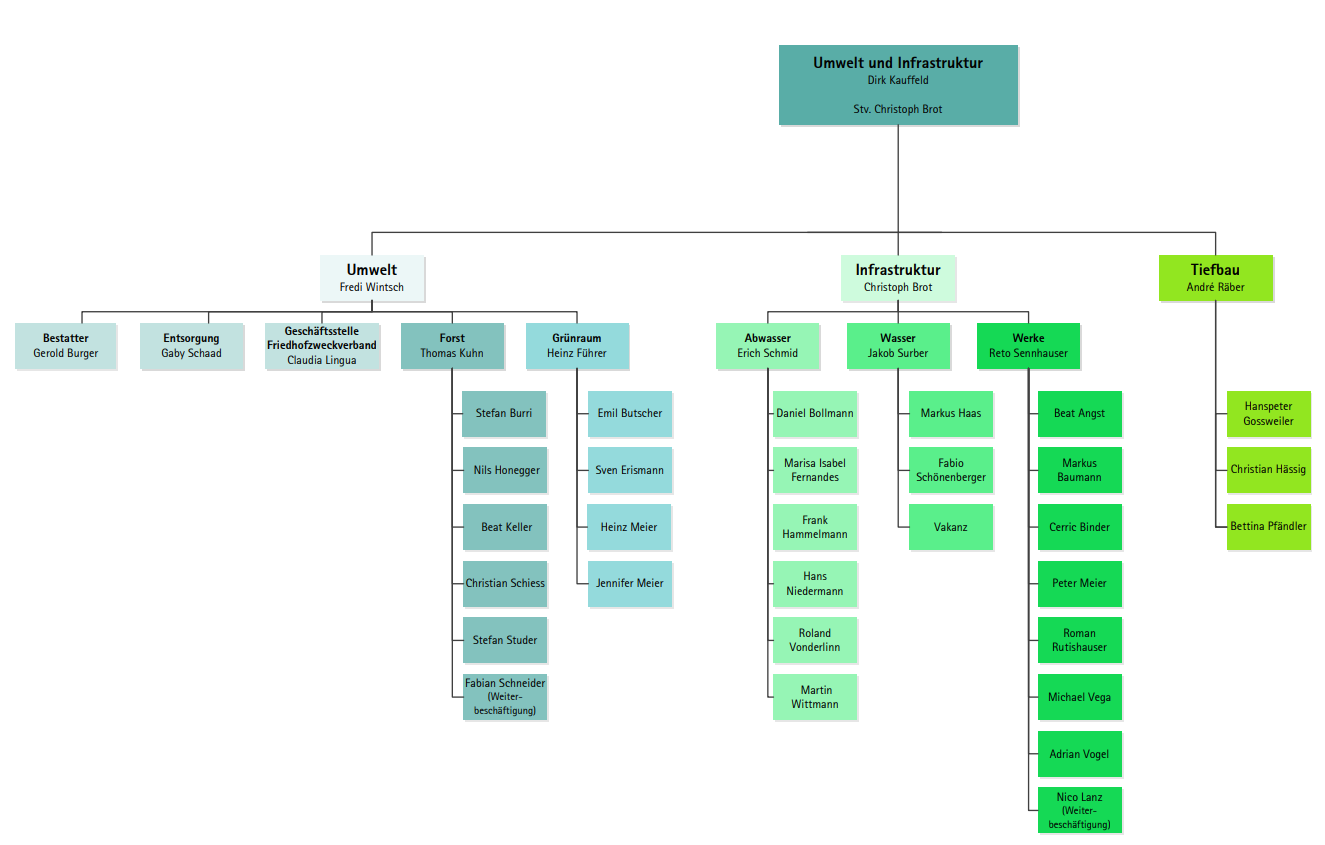 Umwelt und Infrastruktur
Dirk Kauffeld
Stv. Christoph Brot
Umwelt
Fredi Wintsch
Infrastruktur
Christoph Brot
Tiefbau
André Räber
Bestatter
Gerold Burger
Entsorgung
Gaby Schaad
Geschäftsstelle
Friedhofzweckverband
Claudia Lingua
Forst
Thomas Kuhn
Grünraum
Heinz Führer
Abwasser
Erich Schmid
Wasser
Jakob Surber
Werke
Reto Sennhauser
Stefan Burri
Nils Honegger
Beat Keller
Christian Schiess
Stefan Studer
Fabian Schneider
(Weiter-
beschäftigung)
Emil Butscher
Sven Erismann
Heinz Meier
Jennifer Meier
Daniel Bollmann
Marisa Isabel
Fernandes
Frank
Hammelmann
Hans
Niedermann
Roland
Vonderlinn
Martin
Wittmann
Markus Haas
Fabio
Schönenberger
Vakanz
Beat Angst
Markus
Baumann
Cerric Binder
Peter Meier
Roman
Rutishauser
Michael Vega
Adrian Vogel
Nico Lanz
(Weiter-
beschäftigung)
Hanspeter
Gossweiler
Christian Hässig
Bettina Pfändler